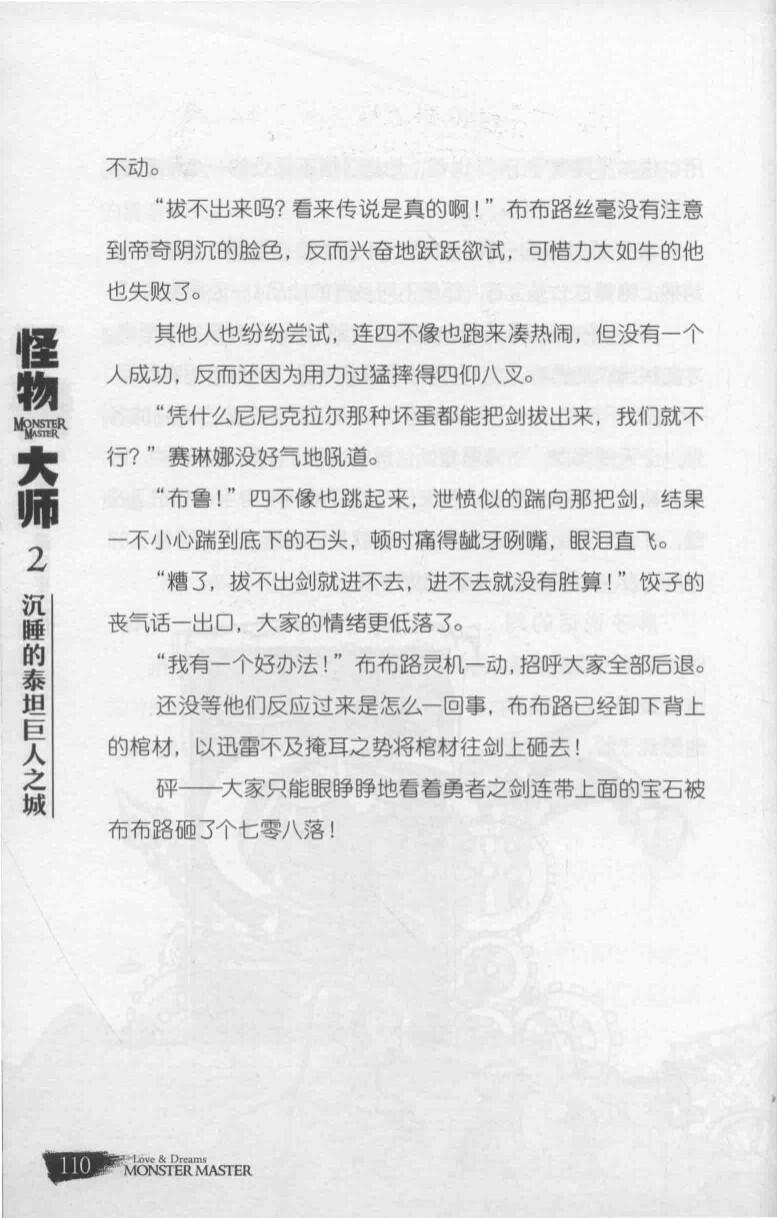 不动。
“拔不出来吗？看来传说是真的啊！”布布路丝毫没有注意
到帝奇阴沉的脸色，反而兴奋地跃跃欲试，可惜力大如牛的他
也失败了。
其他人也纷纷尝试，连四不像也跑来凑热闹，但没有一个
人成功，反而还因为用力过猛摔得四仰八叉。
“凭什么尼尼克拉尔那种坏蛋都能把剑拔出来，我们就不
行？”赛琳娜没好气地吼道。
“布鲁！”四不像也跳起来，泄愤似的踹向那把剑，结果
一不小心踹到底下的石头，顿时痛得龇牙咧嘴，眼泪直飞。
“糟了，拔不出剑就进不去，进不去就没有胜算！”饺子的
丧气话一出口，大家的情绪更低落了。
“我有一个好办法！”布布路灵机一动，招呼大家全部后退。
还没等他们反应过来是怎么一回事，布布路已经卸下背上
的棺材，以迅雷不及掩耳之势将棺材往剑上砸去！
砰——大家只能眼睁睁地看着勇者之剑连带上面的宝石被
布布路砸了个七零八落！
怪物
MONSTER
MASTER
大师
2
沉睡的泰坦巨人之城
110
Love & Dreams
MONSTER MASTER